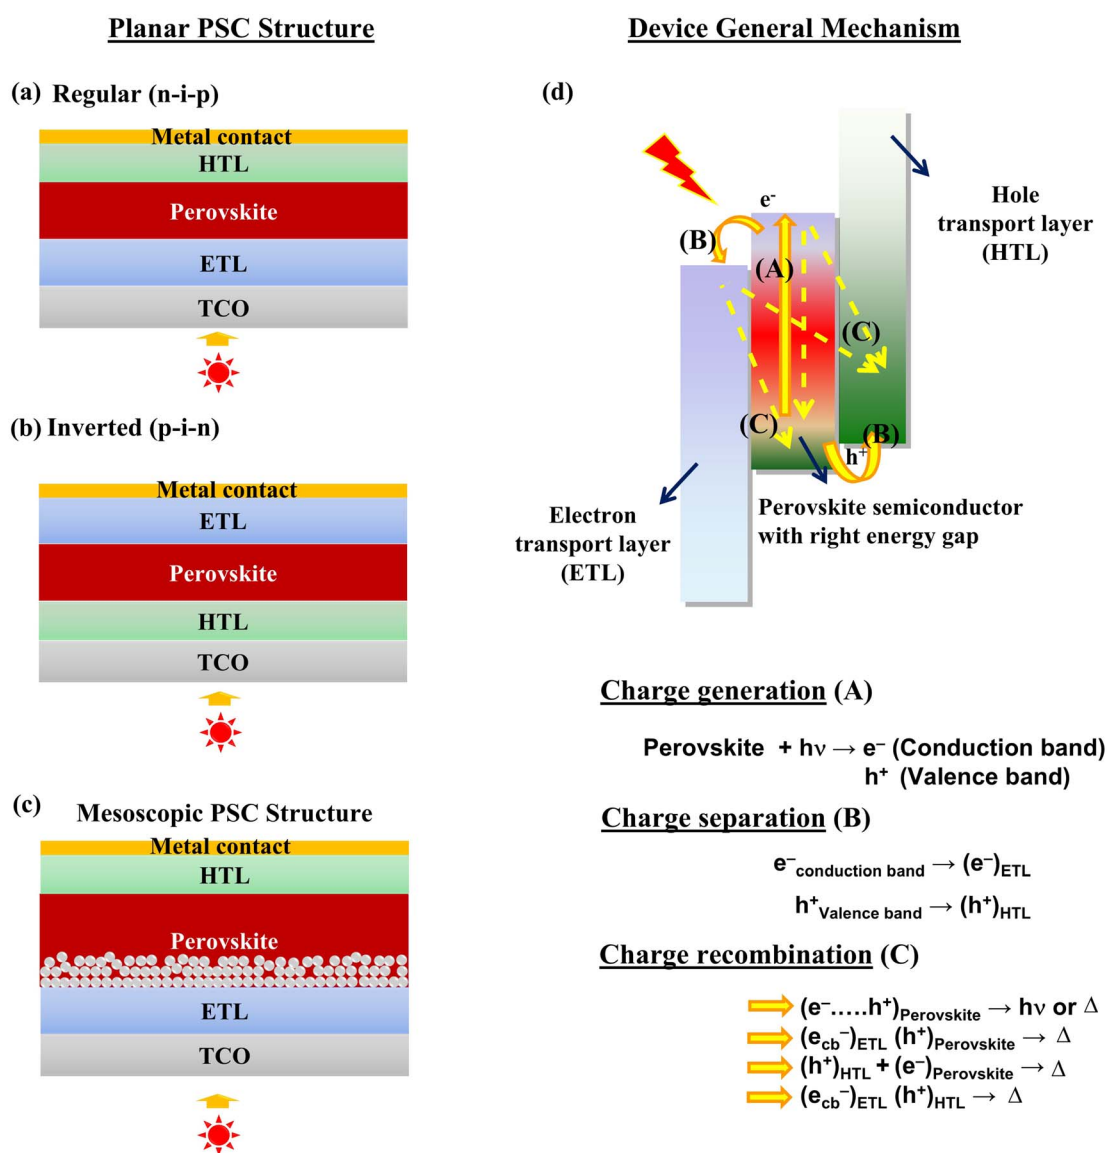 Planar PSC Structure
(a) Regular (n-i-p)
Metal contact
HTL
Perovskite
ETL
TCO
(b) Inverted (p-i-n)
Metal contact
ETL
Perovskite
HTL
TCO
(c)
Mesoscopic PSC Structure
Metal contact
HTL
Perovskite
ETL
TCO
Device General Mechanism
(d)
e-
(B)
(A)
(C)
(C)
(B)
h+
Hole
transport layer
(HTL)
Electron
transport layer
(ETL)
Perovskite semiconductor
with right energy gap
Charge generation (A)
Perovskite + hν → e– (Conduction band)
h+ (Valence band)
Charge separation (B)
e–conduction band → (e–)ETL
h+Valence band → (h+)HTL
Charge recombination (C)
(e–.....h+)Perovskite → hν or Δ
(ecb–)ETL (h+)Perovskite → Δ
(h+)HTL + (e–)Perovskite → Δ
(ecb–)ETL (h+)HTL → Δ